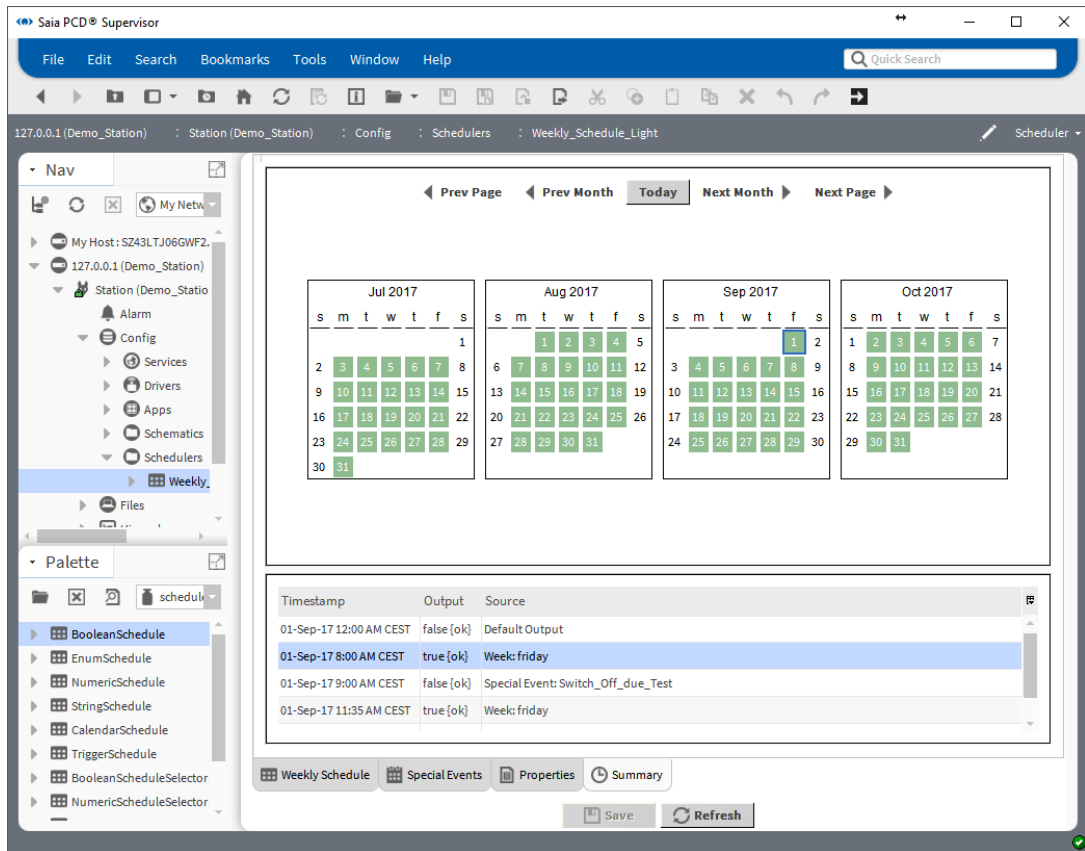 Saia PCD® Supervisor
File Edit Search Bookmarks Tools Window Help
Quick Search
127.0.0.1 (Demo_Station) : Station (Demo_Station) : Config : Schedulers : Weekly_Schedule_Light
Scheduler
Nav
My Netw
My Host : SZ43LTJ06GWF2.
127.0.0.1 (Demo_Station)
Station (Demo_Statio
Alarm
Config
Services
Drivers
Apps
Schematics
Schedulers
Weekly_
Files
Palette
schedule
BooleanSchedule
EnumSchedule
NumericSchedule
StringSchedule
CalendarSchedule
TriggerSchedule
BooleanScheduleSelector
NumericScheduleSelector
Prev Page Prev Month Today Next Month Next Page
Jul 2017
s m t w t f s
1
2 3 4 5 6 7 8
9 10 11 12 13 14 15
16 17 18 19 20 21 22
23 24 25 26 27 28 29
30 31
Aug 2017
s m t w t f s
1 2 3 4 5
6 7 8 9 10 11 12
13 14 15 16 17 18 19
20 21 22 23 24 25 26
27 28 29 30 31
Sep 2017
s m t w t f s
1 2
3 4 5 6 7 8 9
10 11 12 13 14 15 16
17 18 19 20 21 22 23
24 25 26 27 28 29 30
Oct 2017
s m t w t f s
1 2 3 4 5 6 7
8 9 10 11 12 13 14
15 16 17 18 19 20 21
22 23 24 25 26 27 28
29 30 31
Timestamp Output Source
01-Sep-17 12:00 AM CEST false {ok} Default Output
01-Sep-17 8:00 AM CEST true {ok} Week: friday
01-Sep-17 9:00 AM CEST false {ok} Special Event: Switch_Off_due_Test
01-Sep-17 11:35 AM CEST true {ok} Week: friday
Weekly Schedule Special Events Properties Summary
Save Refresh